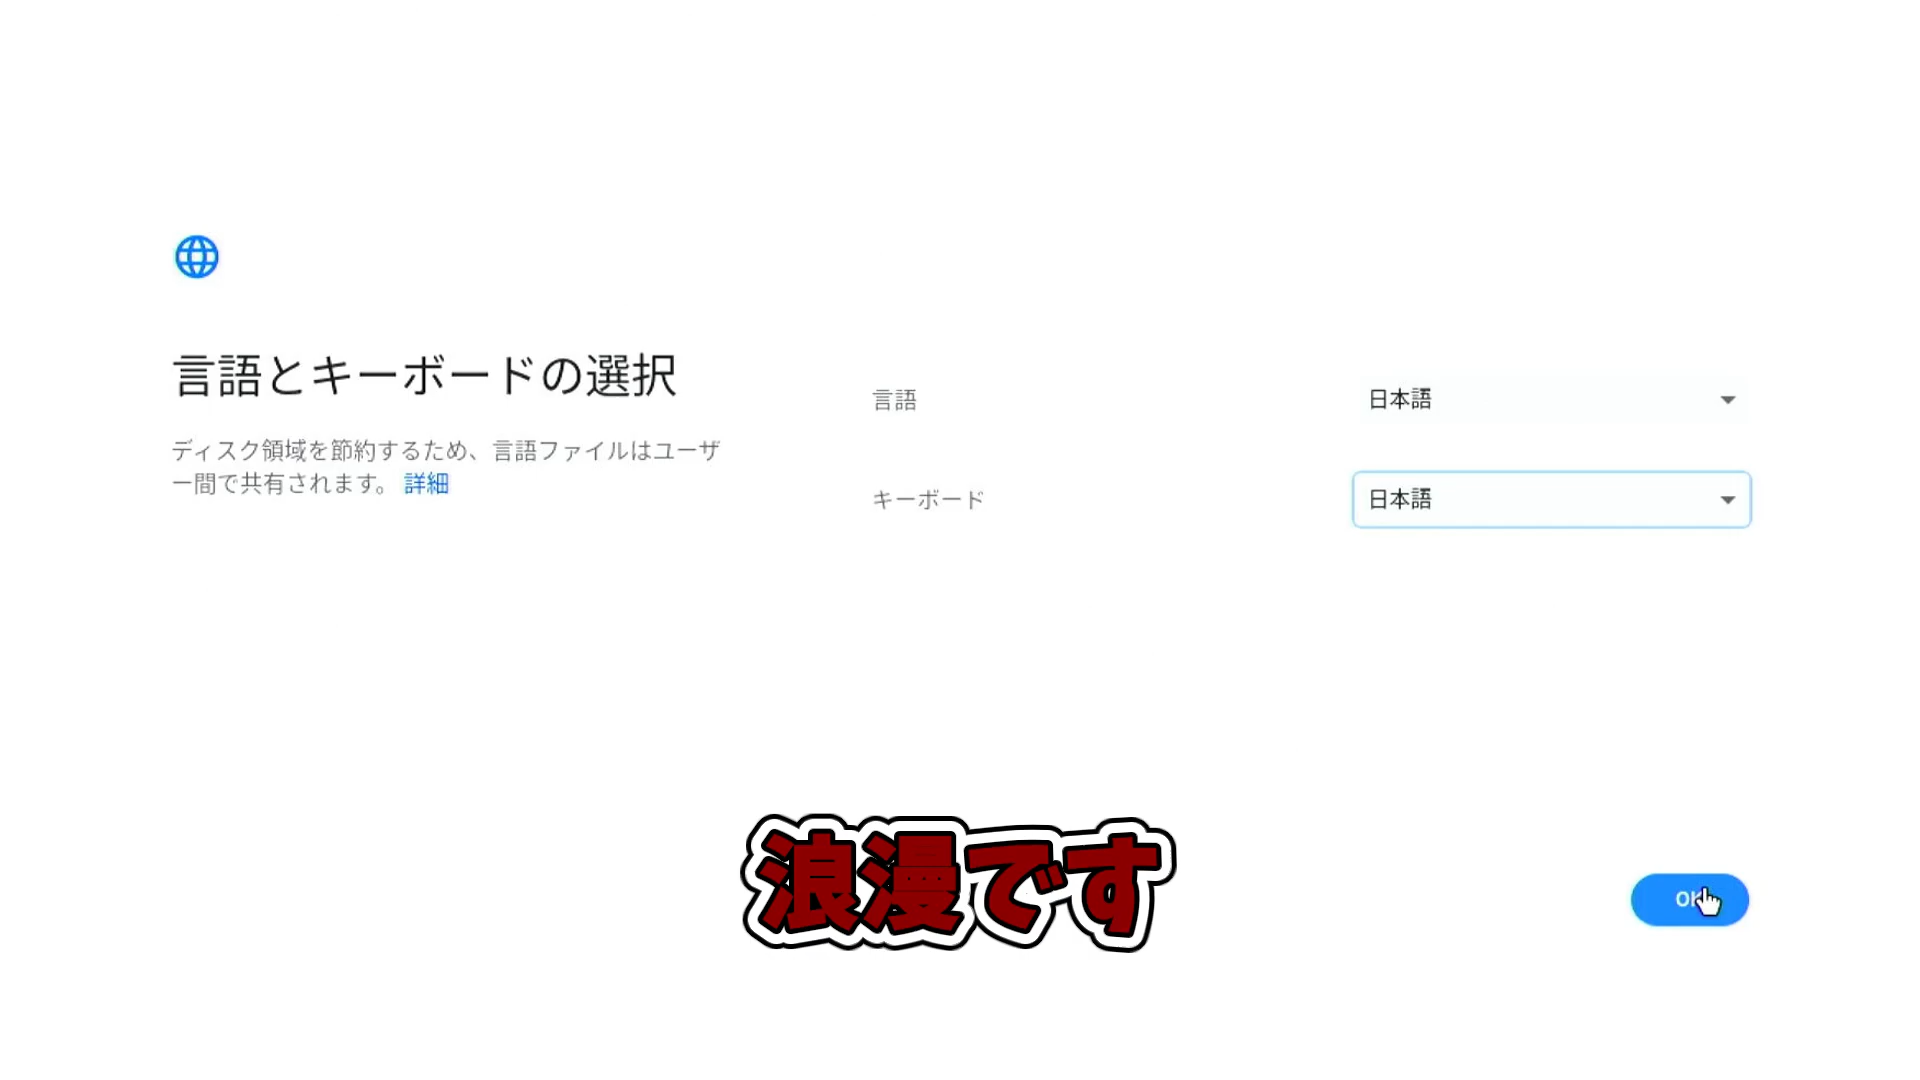 言語とキーボードの選択
ディスク領域を節約するため、言語ファイルはユーザ
ー間で共有されます。 詳細
言語 日本語
キーボード 日本語
OK
浪漫です